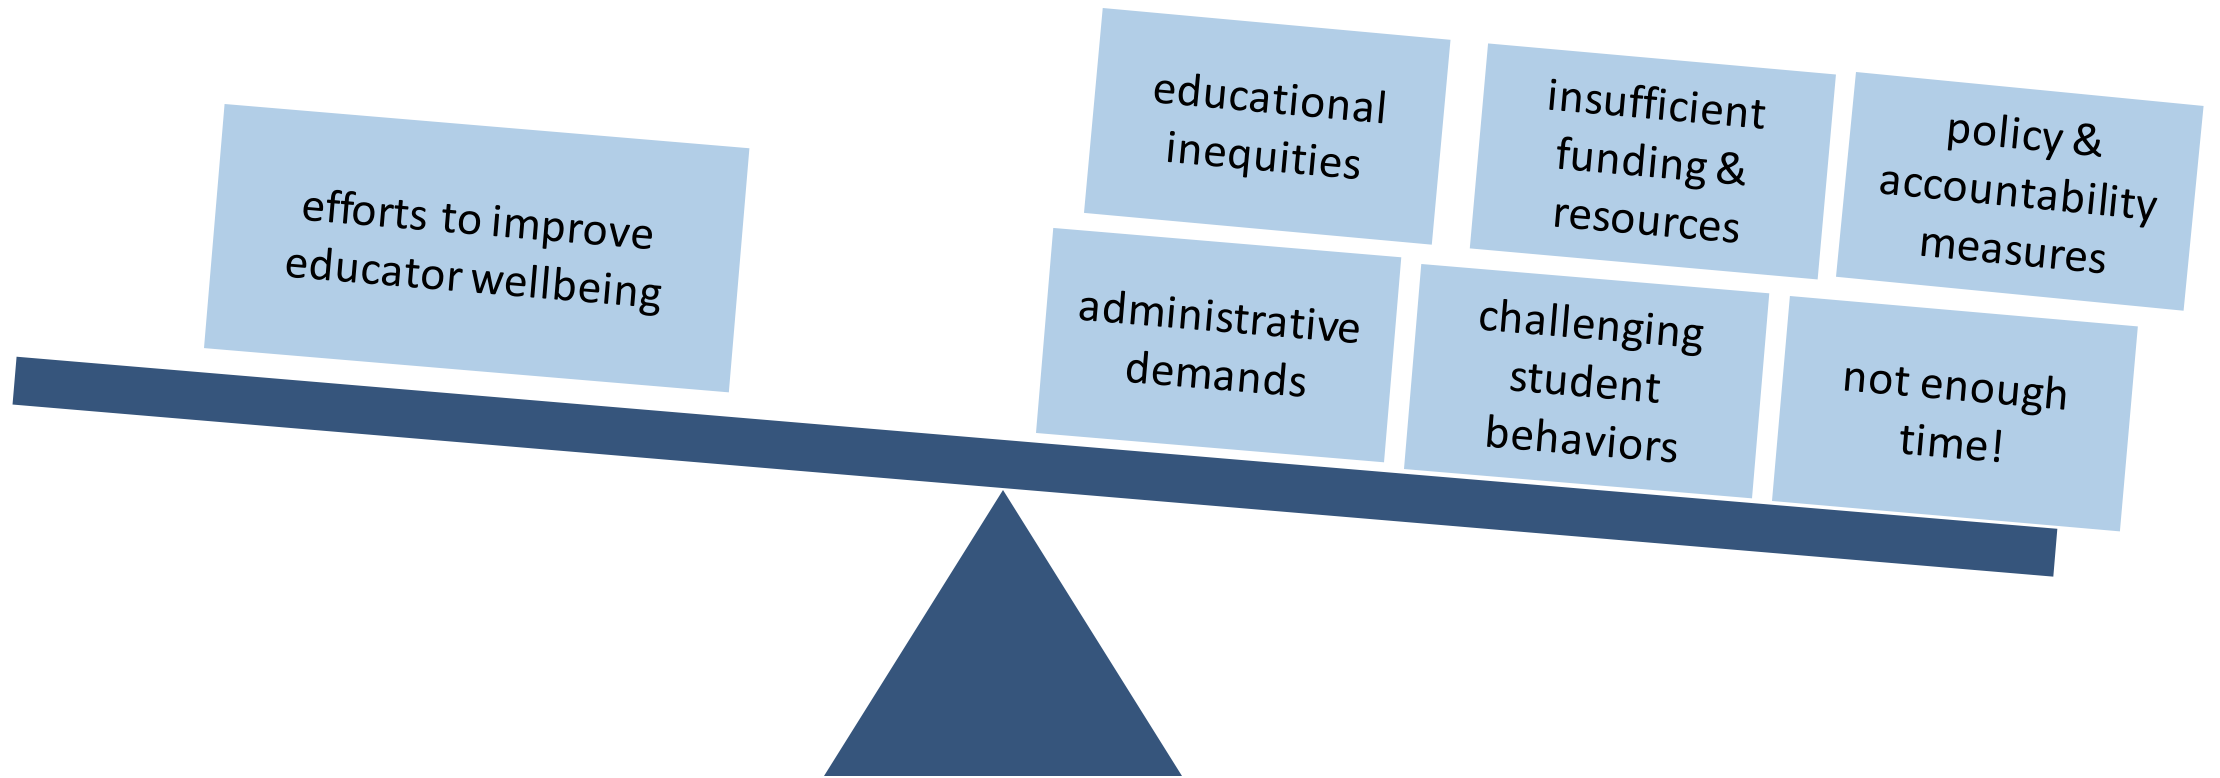 efforts to improve
educator wellbeing
educational
inequities
insufficient
funding &
resources
policy &
accountability
measures
administrative
demands
challenging
student
behaviors
not enough
time!